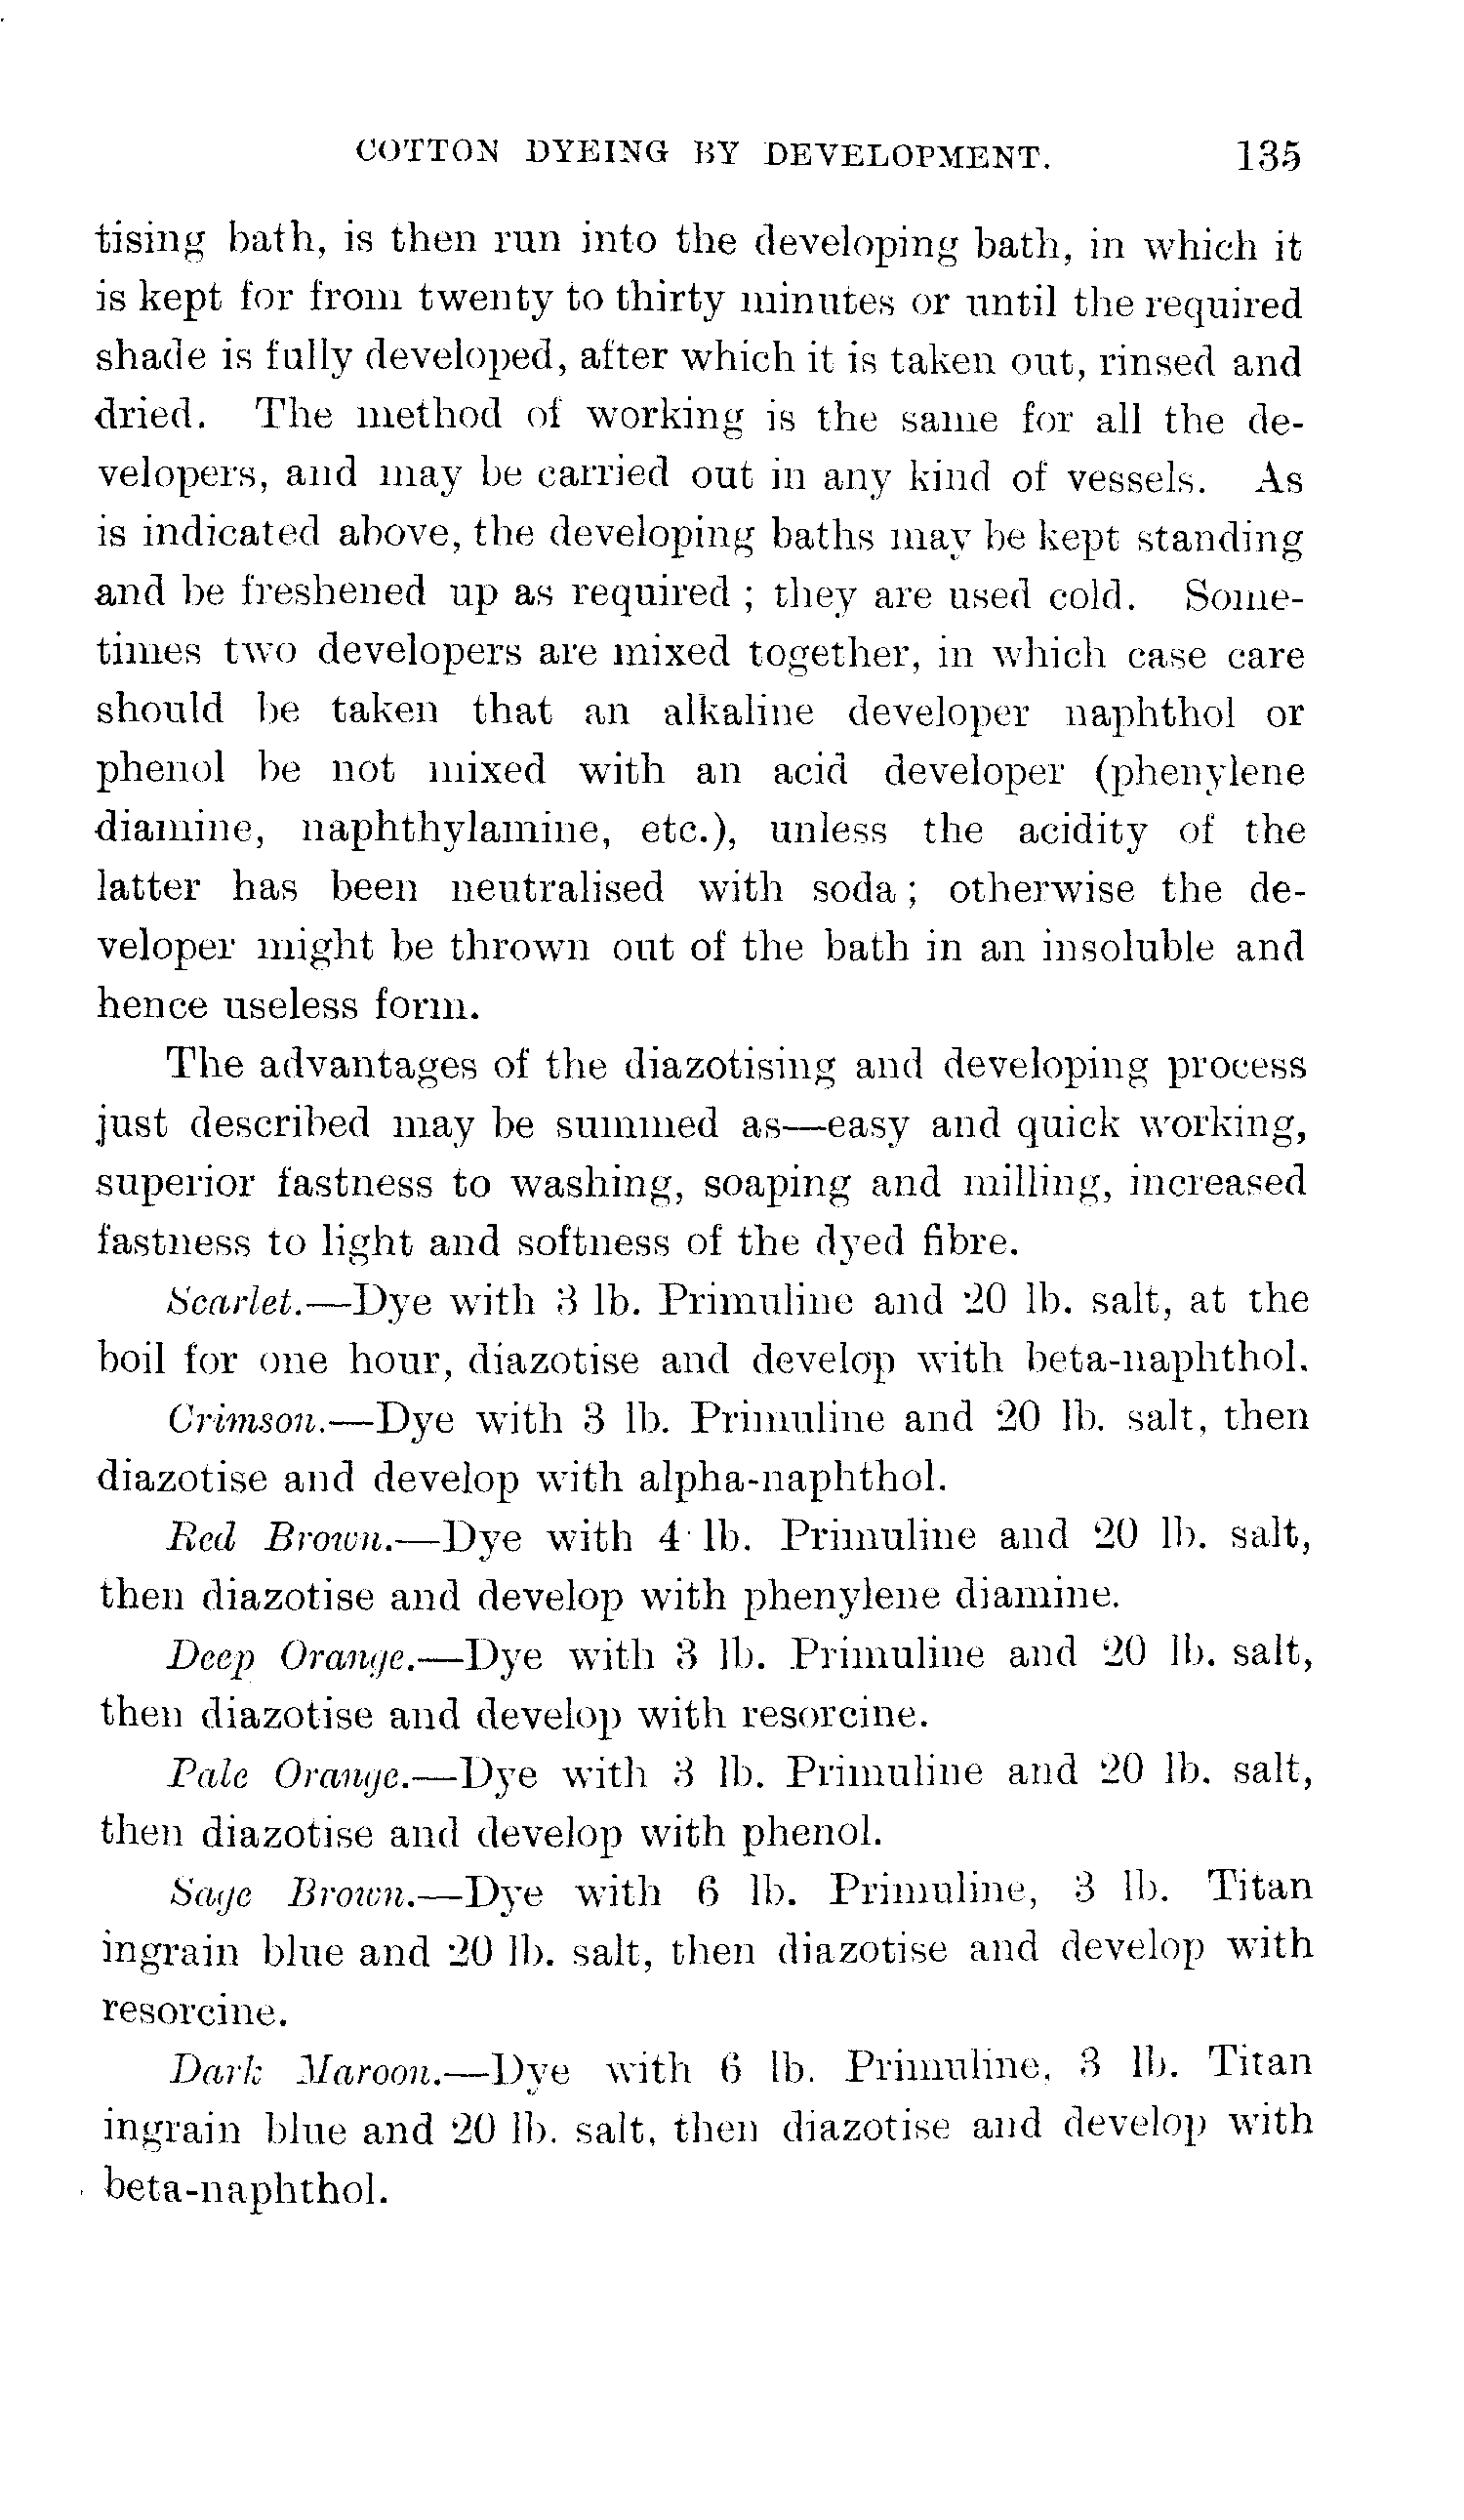 COTTON DYEING BY DEVELOPMENT. 135
tising bath, is then run into the developing bath, in which it
is kept for from twenty to thirty minutes or until the required
shade is fully developed, after which it is taken out, rinsed and
dried. The method of working is the same for all the de-
velopers, and may be carried out in any kind of vessels. As
is indicated above, the developing baths may be kept standing
and be freshened up as required ; they are used cold. Some-
times two developers are mixed together, in which case care
should be taken that an alkaline developer naphthol or
phenol be not mixed with an acid developer (phenylene
diamine, naphthylamine, etc.), unless the acidity of the
latter has been neutralised with soda ; otherwise the de-
veloper might be thrown out of the bath in an insoluble and
hence useless form.
The advantages of the diazotising and developing process
just described may be summed as—easy and quick working,
superior fastness to washing, soaping and milling, increased
fastness to light and softness of the dyed fibre.
Scarlet.—Dye with 3 lb. Primuline and 20 lb. salt, at the
boil for one hour, diazotise and develop with beta-naphthol.
Crimson.—Dye with 3 lb. Primuline and 20 lb. salt, then
diazotise and develop with alpha-naphthol.
Red Brown.—Dye with 4 lb. Primuline and 20 lb. salt,
then diazotise and develop with phenylene diamine.
Deep Orange.—Dye with 3 lb. Primuline and 20 lb. salt,
then diazotise and develop with resorcine.
Pale Orange.—Dye with 3 lb. Primuline and 20 lb. salt,
then diazotise and develop with phenol.
Sage Brown.—Dye with 6 lb. Primuline, 3 lb. Titan
ingrain blue and 20 lb. salt, then diazotise and develop with
resorcine.
Dark Maroon.—Dye with 6 lb. Primuline, 3 lb. Titan
ingrain blue and 20 lb. salt, then diazotise and develop with
beta-naphthol.